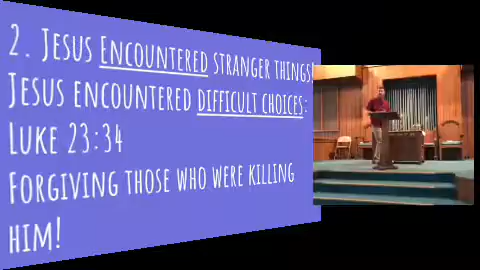 2. Jesus Encountered stranger things!
Jesus encountered difficult choices:
Luke 23:34
Forgiving those who were killing
him!